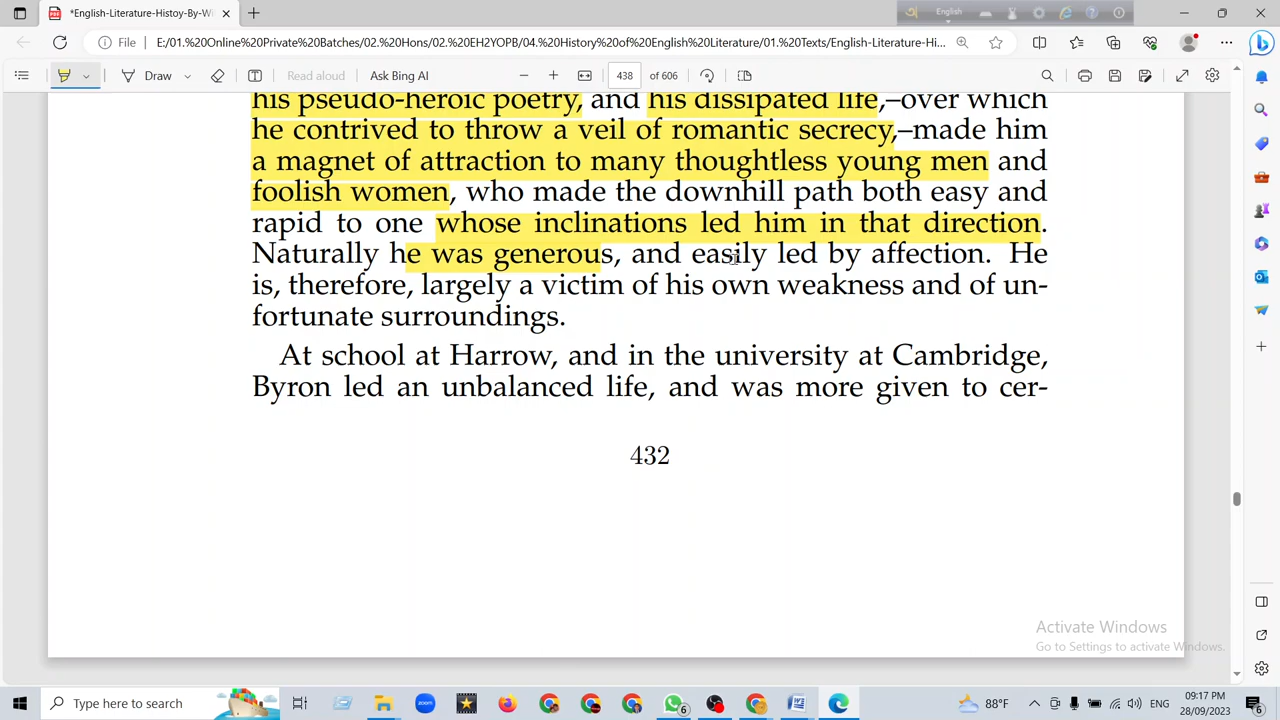 *English-Literature-Histoy-By-Wi
English
File
E:/01.%20Online%20Private%20Batches/02.%20Hons/02.%20EH2YOPB/04.%20History%20of%20English%20Literature/01.%20Texts/English-Literature-Hi...
Draw
Read aloud
Ask Bing AI
438 of 606
his pseudo-heroic poetry, and his dissipated life,–over which
he contrived to throw a veil of romantic secrecy,–made him
a magnet of attraction to many thoughtless young men and
foolish women, who made the downhill path both easy and
rapid to one whose inclinations led him in that direction.
Naturally he was generous, and easily led by affection. He
is, therefore, largely a victim of his own weakness and of un-
fortunate surroundings.
At school at Harrow, and in the university at Cambridge,
Byron led an unbalanced life, and was more given to cer-
432
Activate Windows
Go to Settings to activate Windows.
Type here to search
zoom
6
88°F
ENG
09:17 PM
28/09/2023
6